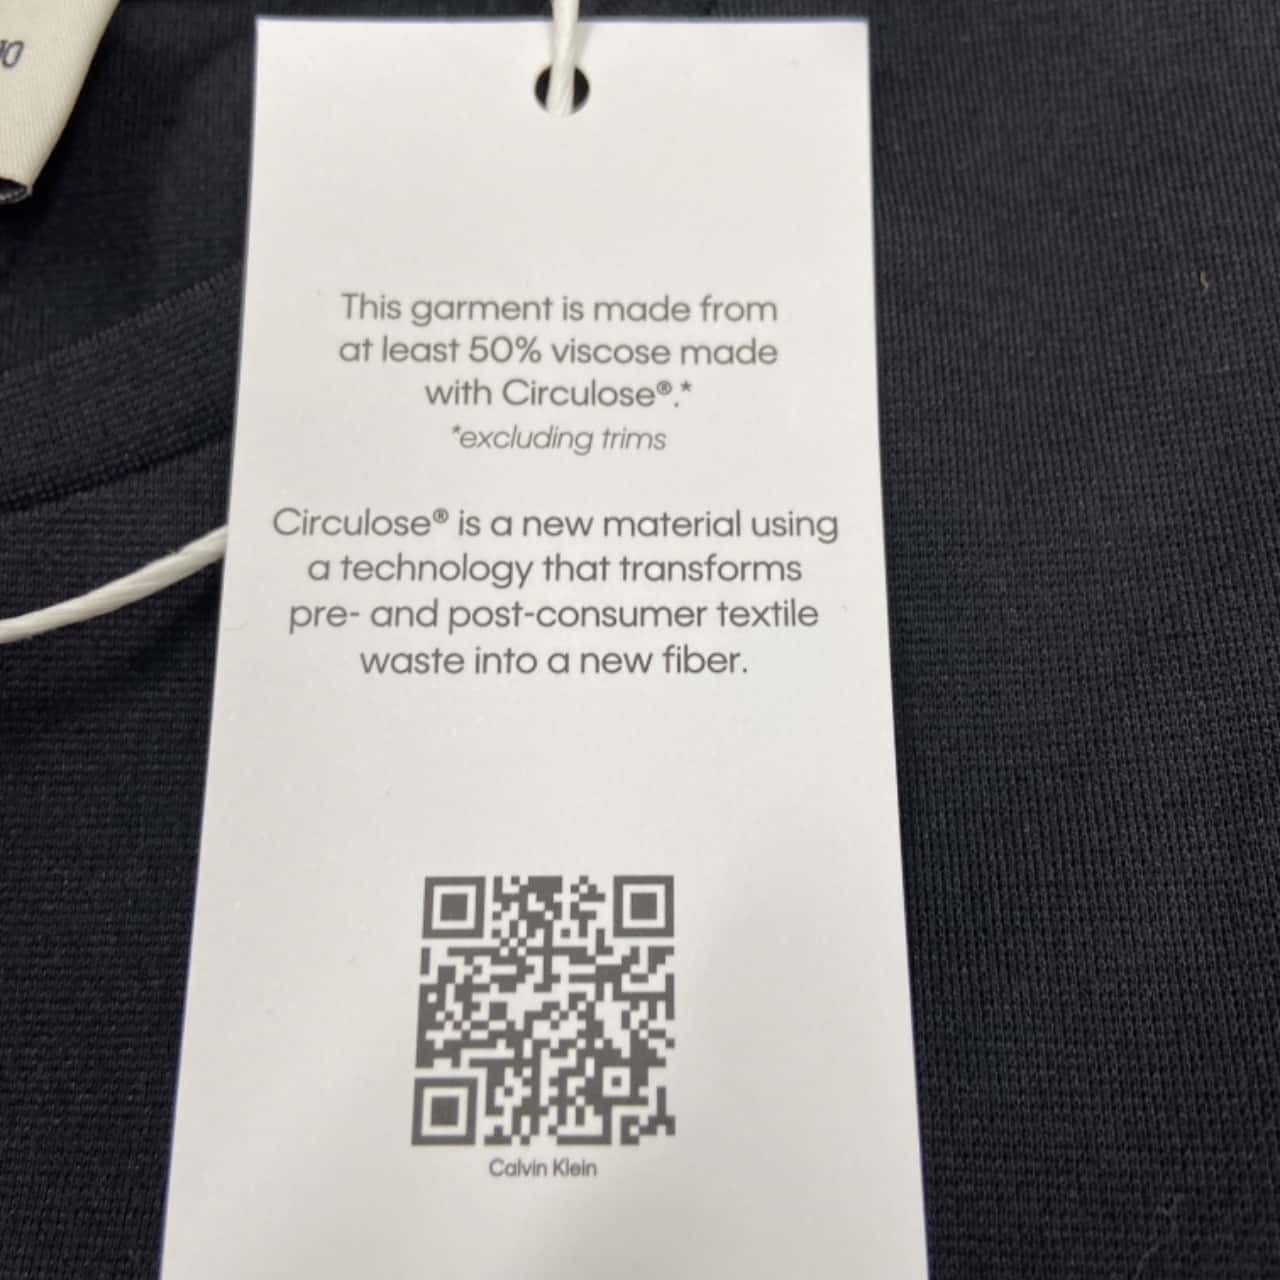 This garment is made from
at least 50% viscose made
with Circulose®.*
*excluding trims
Circulose® is a new material using
a technology that transforms
pre- and post-consumer textile
waste into a new fiber.
Calvin Klein